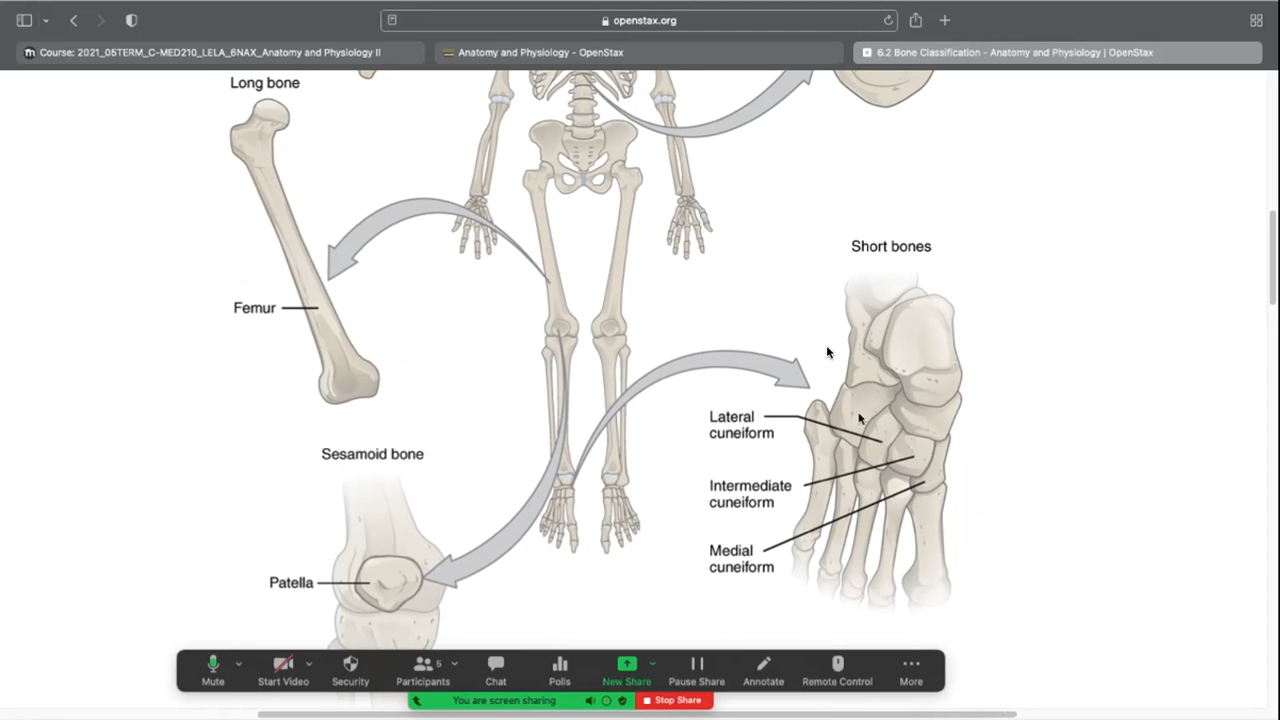 openstax.org
Course: 2021_05TERM_C-MED210_LELA_6NAX_Anatomy and Physiology II
Anatomy and Physiology - OpenStax
6.2 Bone Classification - Anatomy and Physiology | OpenStax
Long bone
Femur
Short bones
Lateral
cuneiform
Intermediate
cuneiform
Medial
cuneiform
Sesamoid bone
Patella
Mute
Start Video
Security
5
Participants
Chat
Polls
New Share
Pause Share
Annotate
Remote Control
More
You are screen sharing
Stop Share